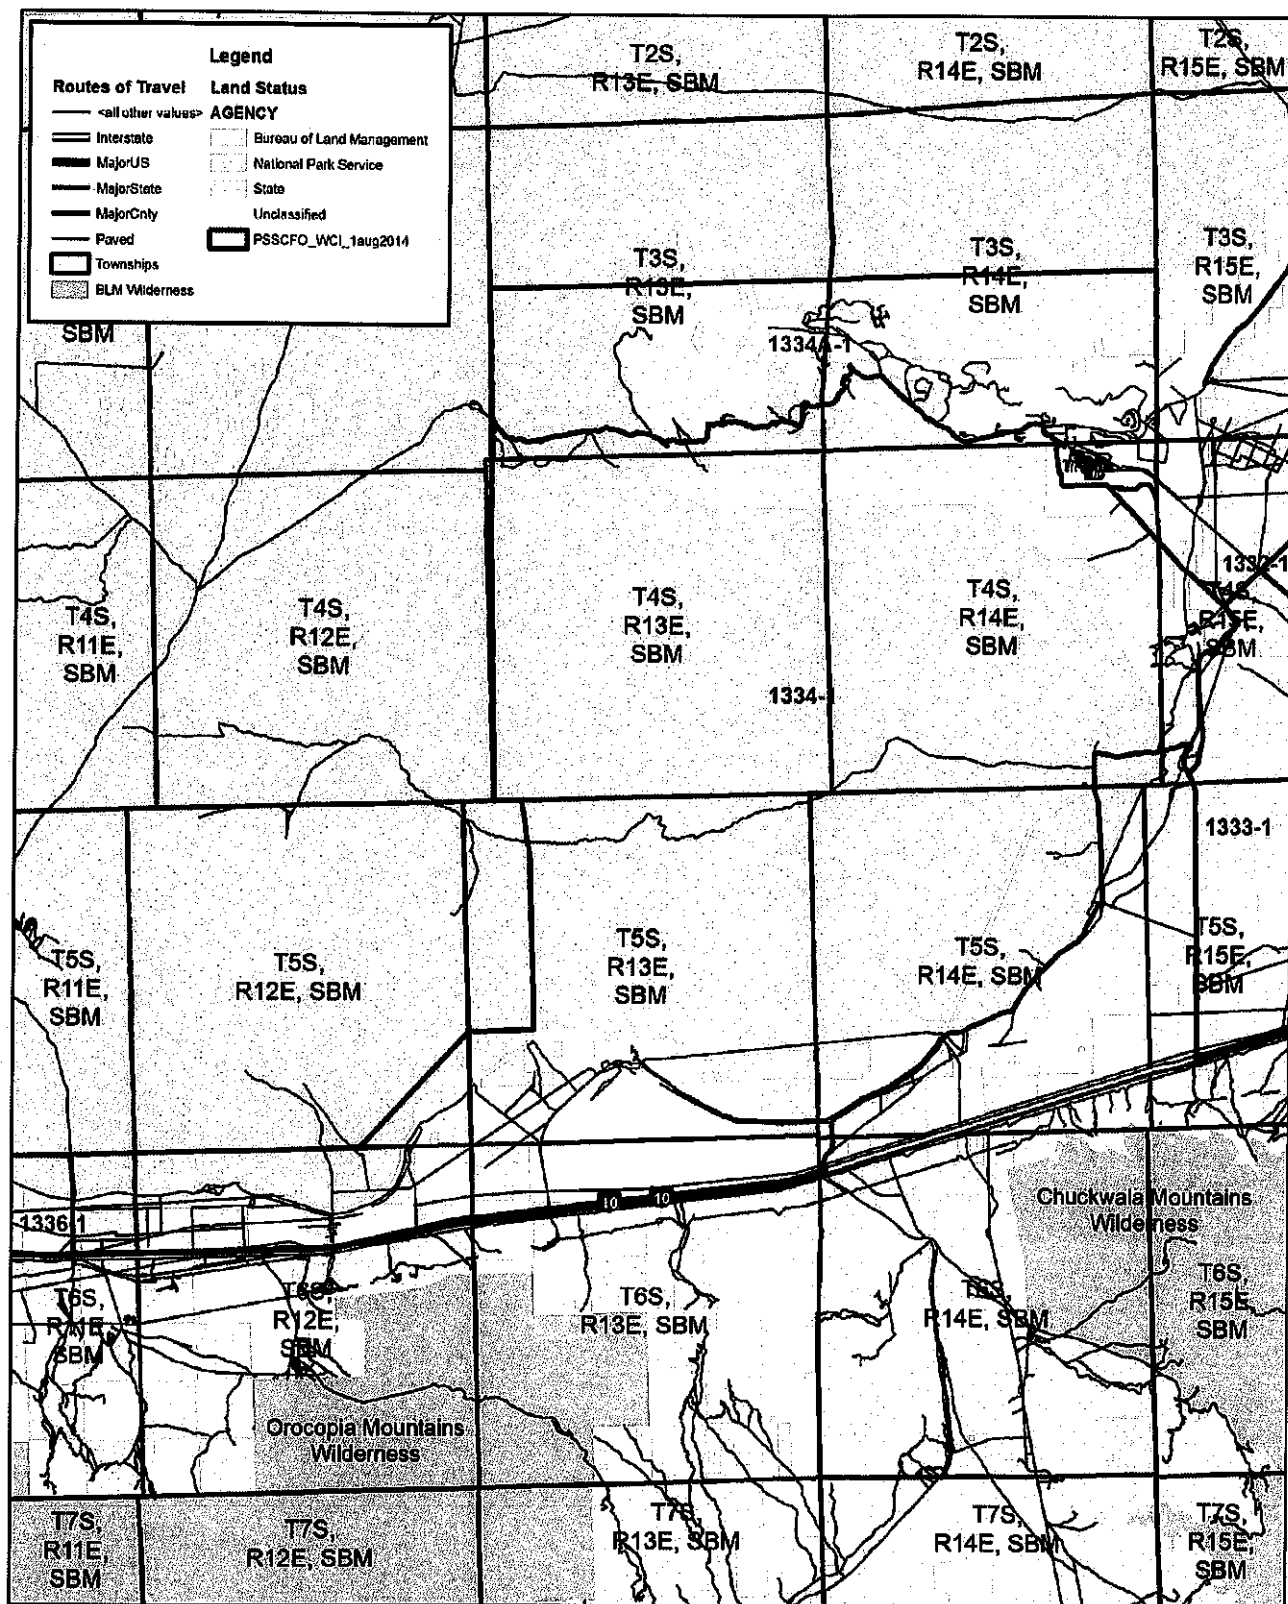 Legend
Routes of Travel
Land Status
<all other values>
AGENCY
Interstate
Bureau of Land Management
MajorUS
National Park Service
MajorState
State
MajorCnty
Unclassified
Paved
PSSCFO_WCI_1aug2014
Townships
BLM Wilderness
SBM
T2S,
R13E, SBM
T2S,
R14E, SBM
T2S,
R15E, SBM
T3S,
R13E,
SBM
T3S,
R14E,
SBM
T3S,
R15E,
SBM
1334A-1
T4S,
R11E,
SBM
T4S,
R12E,
SBM
T4S,
R13E,
SBM
T4S,
R14E,
SBM
1332-1
T4S,
R15E,
SBM
1334-1
1333-1
T5S,
R11E,
SBM
T5S,
R12E, SBM
T5S,
R13E,
SBM
T5S,
R14E, SBM
T5S,
R15E,
SBM
10
10
1336-1
Chuckwala Mountains
Wilderness
T6S,
R11E,
SBM
T6S,
R12E,
SBM
T6S,
R13E, SBM
T6S,
R14E, SBM
T6S,
R15E,
SBM
Orocopia Mountains
Wilderness
T7S,
R11E,
SBM
T7S,
R12E, SBM
T7S,
R13E, SBM
T7S,
R14E, SBM
T7S,
R15E,
SBM